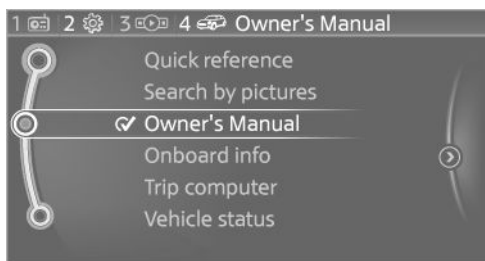 1 2 3 4 Owner's Manual
Quick reference
Search by pictures
Owner's Manual
Onboard info
Trip computer
Vehicle status